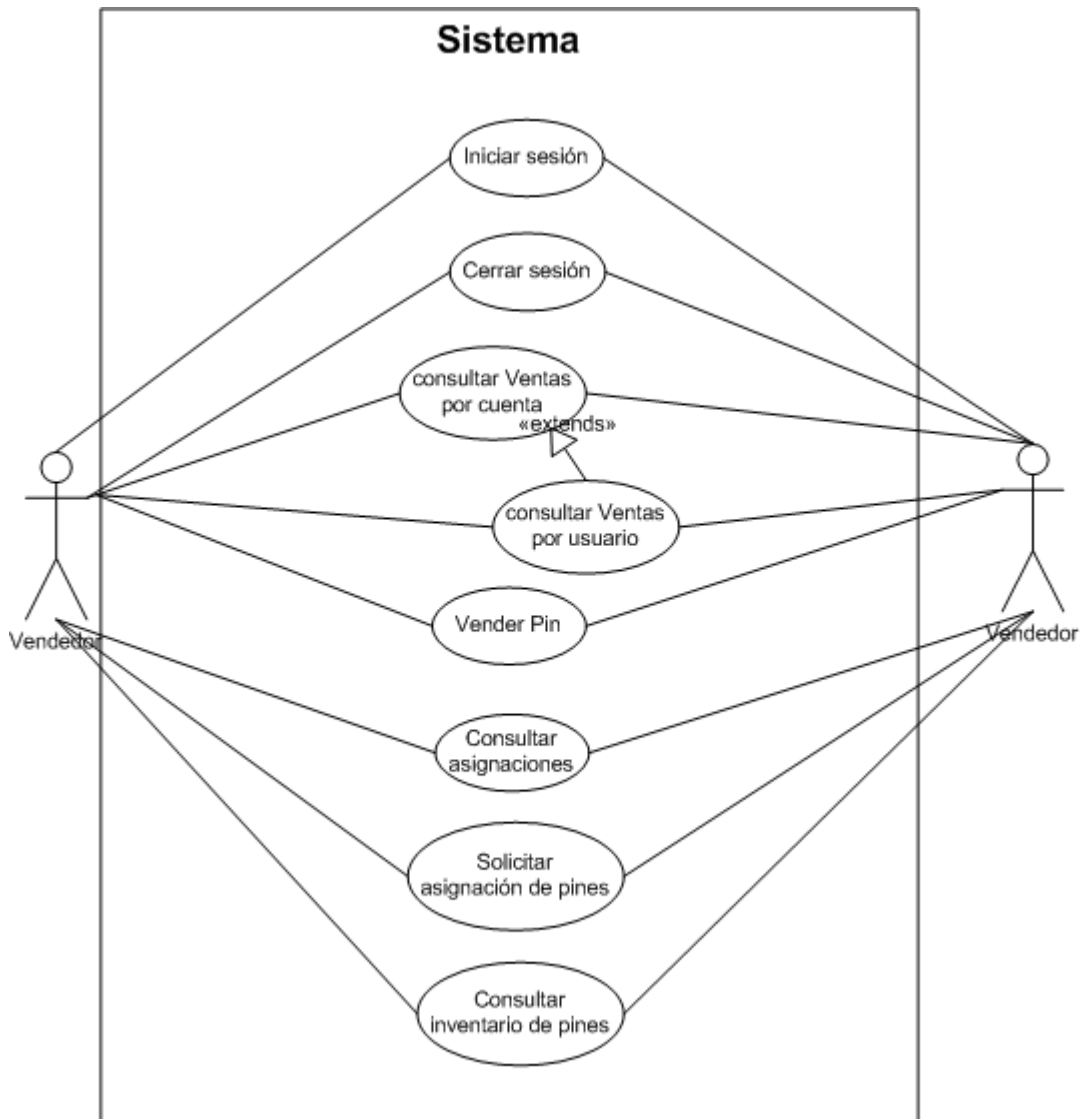 Sistema
Iniciar sesión
Cerrar sesión
consultar Ventas
por cuenta
«extends»
consultar Ventas
por usuario
Vender Pin
Vendedor
Vendedor
Consultar
asignaciones
Solicitar
asignación de pines
Consultar
inventario de pines